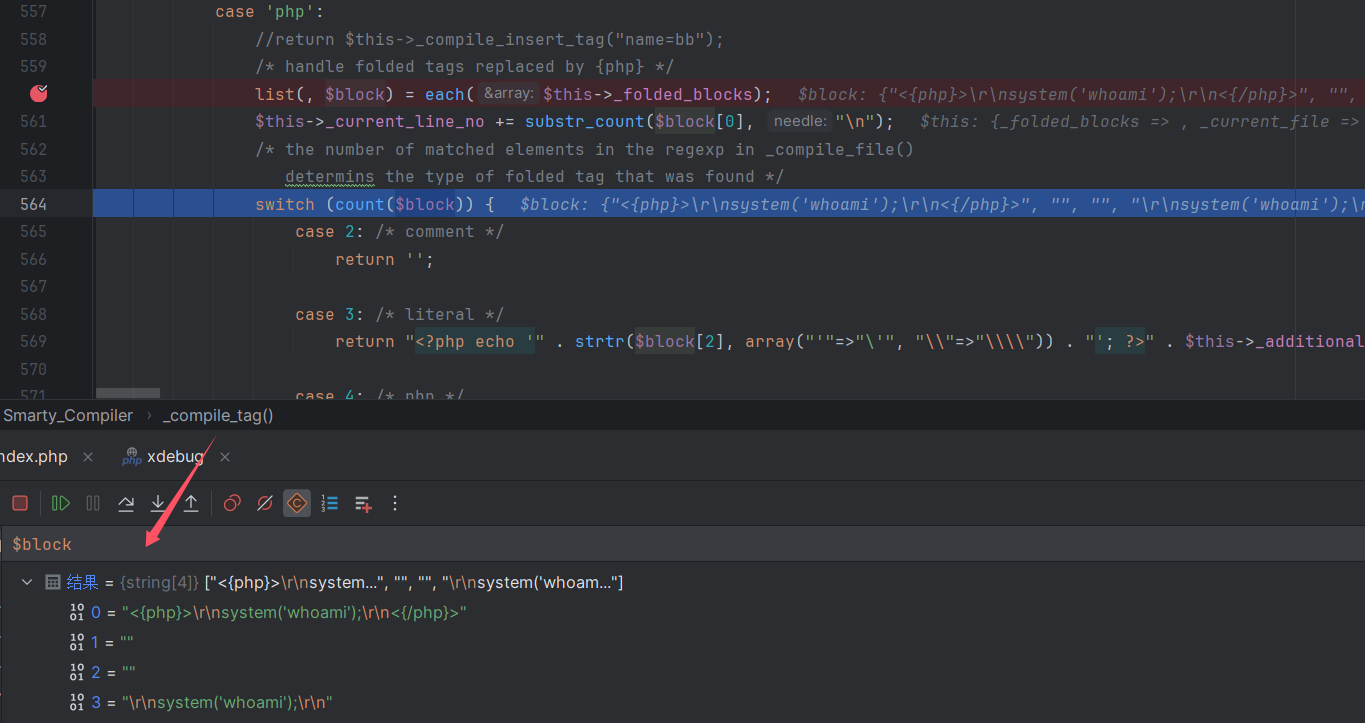 557 case 'php':
558 //return $this->_compile_insert_tag("name=bb");
559 /* handle folded tags replaced by {php} */
list(, $block) = each( &array: $this->_folded_blocks); $block: {"<{php}>\r\nsystem('whoami');\r\n<{/php}>", "",
561 $this->_current_line_no += substr_count($block[0], needle: "\n"); $this: {_folded_blocks => , _current_file =>
562 /* the number of matched elements in the regexp in _compile_file()
563 determins the type of folded tag that was found */
564 switch (count($block)) { $block: {"<{php}>\r\nsystem('whoami');\r\n<{/php}>", "", "", "\r\nsystem('whoami');\r
565 case 2: /* comment */
566 return '';
567
568 case 3: /* literal */
569 return "<?php echo '" . strtr($block[2], array("'"=>"\'", "\\"=>"\\\\")) . "'; ?>" . $this->_additional
570
571 case 4: /* php */
Smarty_Compiler › _compile_tag()
ndex.php × php xdebug ×
$block
结果 = {string[4]} ["<{php}>\r\nsystem...", "", "", "\r\nsystem('whoam..."]
0 = "<{php}>\r\nsystem('whoami');\r\n<{/php}>"
1 = ""
2 = ""
3 = "\r\nsystem('whoami');\r\n"